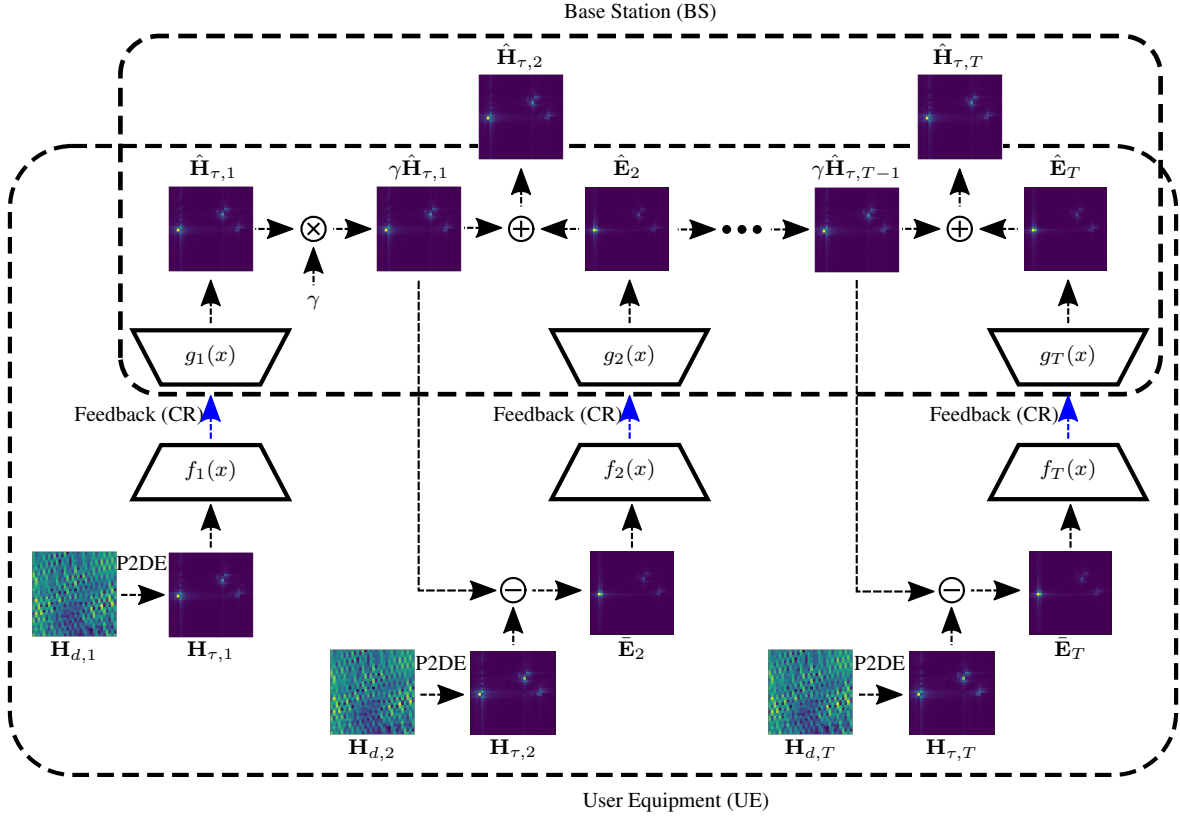 Base Station (BS)
Ĥτ,2
Ĥτ,T
Ĥτ,1
γĤτ,1
Ê2
γĤτ,T−1
ÊT
γ
g1(x)
g2(x)
gT(x)
Feedback (CR)
Feedback (CR)
Feedback (CR)
f1(x)
f2(x)
fT(x)
P2DE
Hd,1
Hτ,1
Ē2
ĒT
P2DE
P2DE
Hd,2
Hτ,2
Hd,T
Hτ,T
User Equipment (UE)